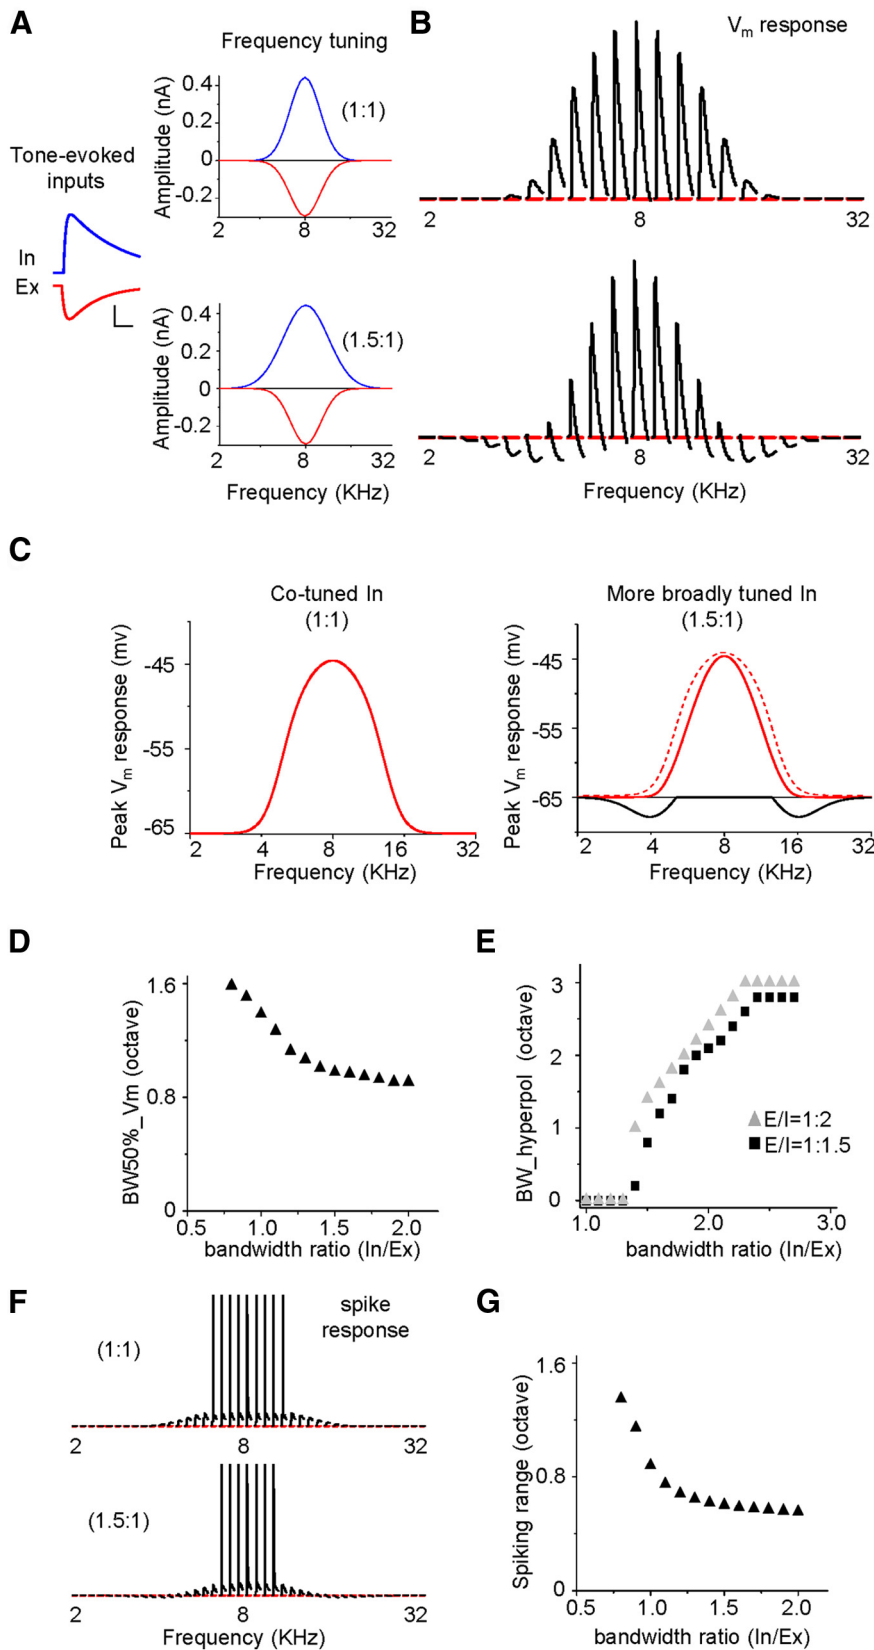 A
Frequency tuning
Tone-evoked
inputs
In
Ex
Amplitude (nA)
0.4
0.2
0
-0.2
(1:1)
2
8
32
Amplitude (nA)
0.4
0.2
0
-0.2
(1.5:1)
2
8
32
Frequency (KHz)
B
Vm response
2
8
32
2
8
32
Frequency (KHz)
C
Co-tuned In
(1:1)
Peak Vm response (mv)
-45
-55
-65
2
4
8
16
32
Frequency (KHz)
More broadly tuned In
(1.5:1)
Peak Vm response (mv)
-45
-55
-65
2
4
8
16
32
Frequency (KHz)
D
BW50%_Vm (octave)
1.6
0.8
0
0.5
1.0
1.5
2.0
bandwidth ratio (In/Ex)
E
BW_hyperpol (octave)
3
2
1
0
E/I=1:2
E/I=1:1.5
1.0
2.0
3.0
bandwidth ratio (In/Ex)
F
spike
response
(1:1)
2
8
32
(1.5:1)
2
8
32
Frequency (KHz)
G
Spiking range (octave)
1.6
0.8
0
0.5
1.0
1.5
2.0
bandwidth ratio (In/Ex)